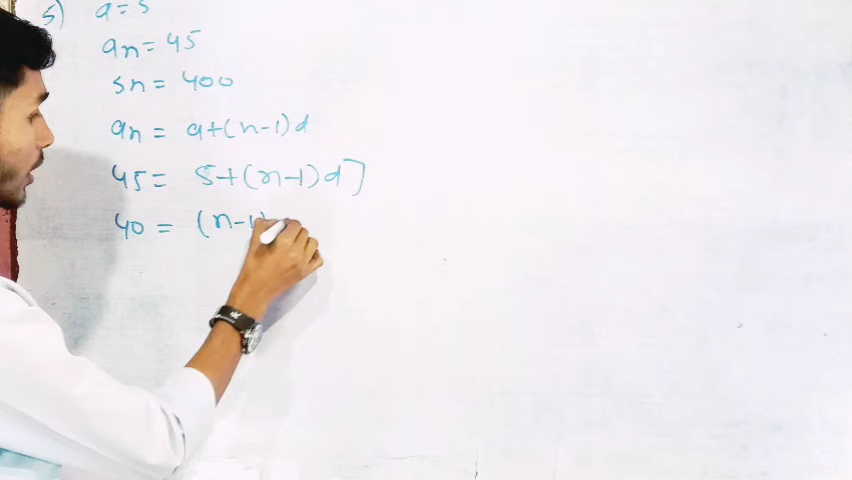 5) a = 5
an = 45
sn = 400
an = a+(n-1)d
45 = 5+(n-1)d]
40 = (n-1)